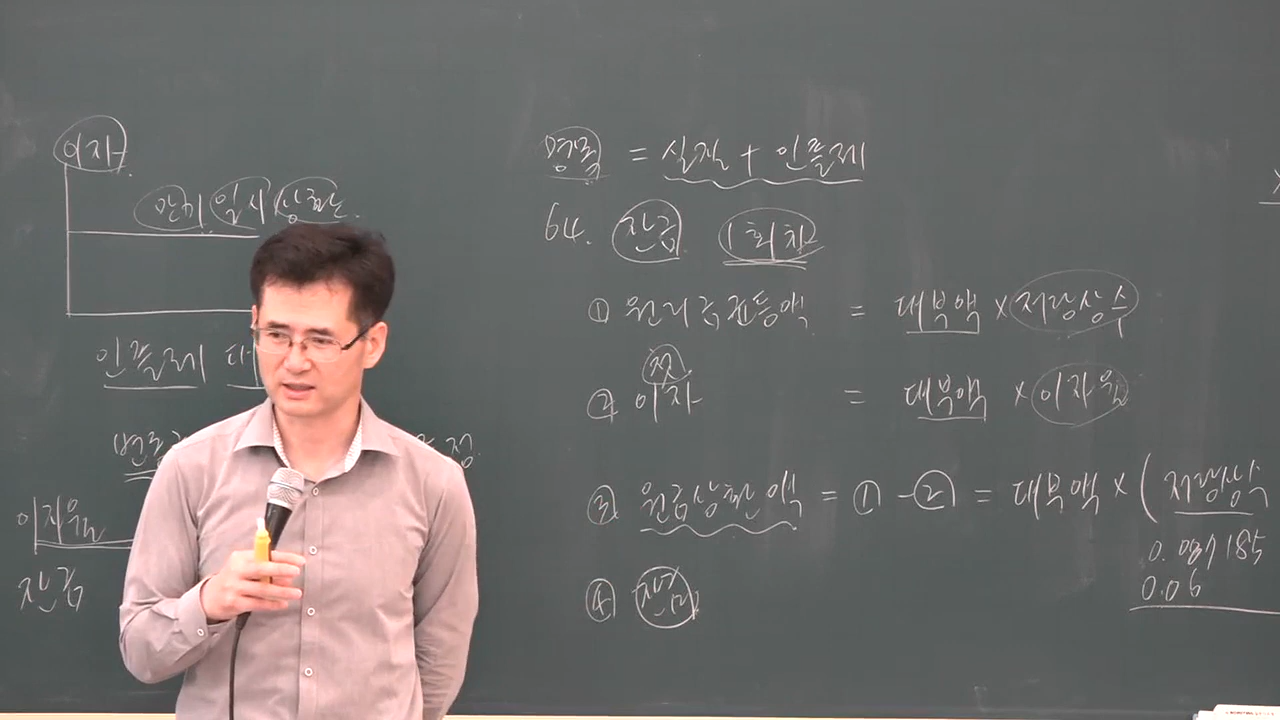 이자
만기 일시 상환
인플레
이자율
잔금
명목 = 실질 + 인플레
64. 잔금 1회차
① 원리금균등액 = 대부액 × 저당상수
첫
② 이자 = 대부액 × 이자율
③ 원금상환액 = ① - ② = 대부액 × ( 저당상수
0.087185
0.06
④ 잔금